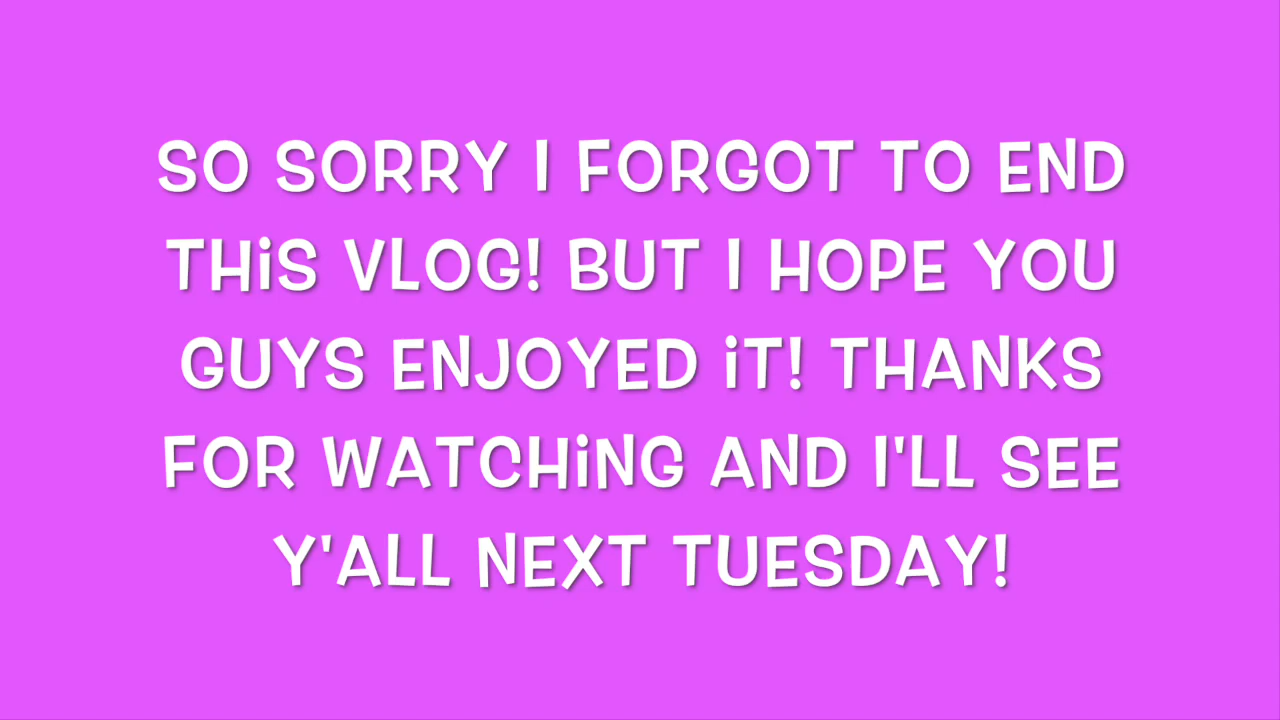 SO SORRY I FORGOT TO END
THiS VLOG! BUT I HOPE YOU
GUYS ENJOYED iT! THANKS
FOR WATCHiNG AND I'LL SEE
Y'ALL NEXT TUESDAY!